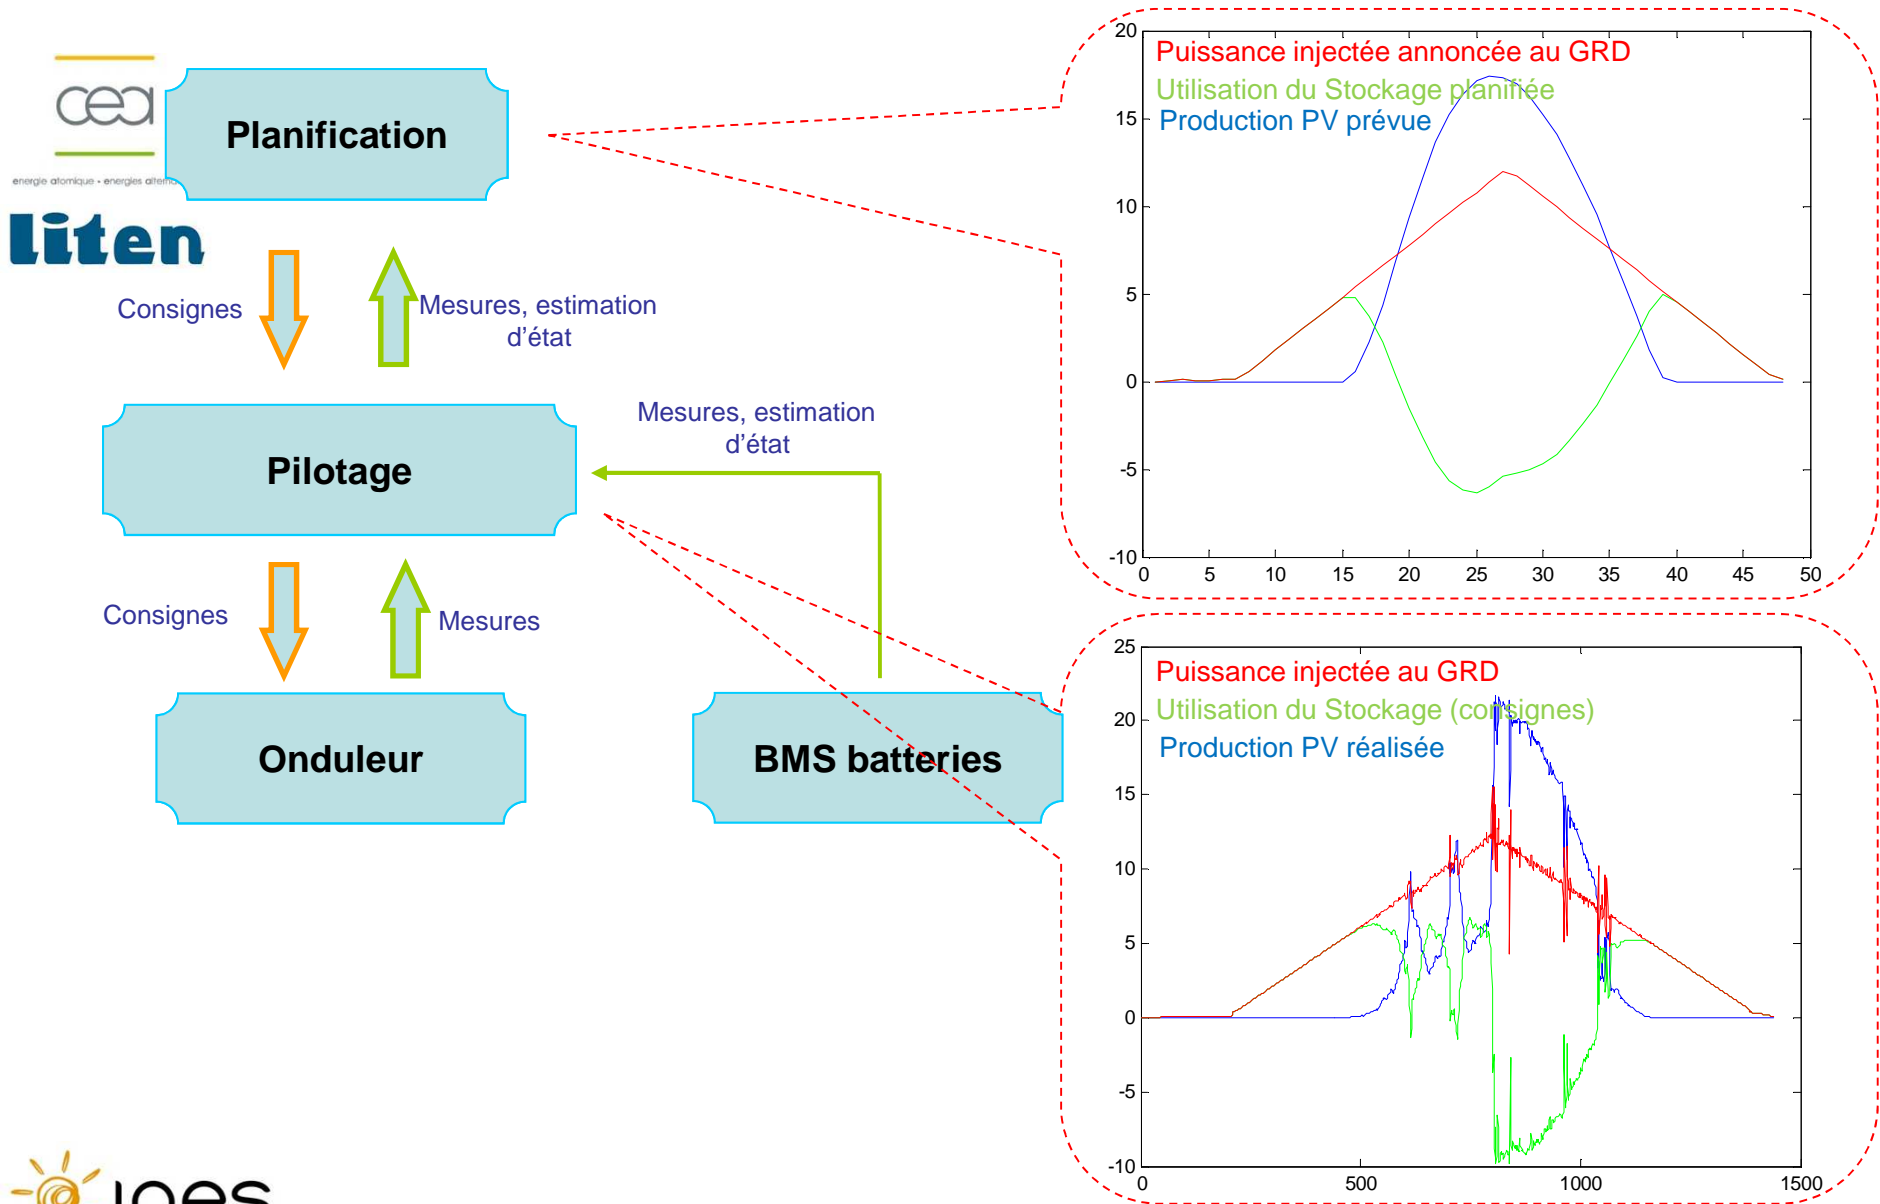 cea
energie atomique • energies altern
liten
Planification
Consignes
Mesures, estimation
d'état
Pilotage
Mesures, estimation
d'état
Consignes
Mesures
Onduleur
BMS batteries
ines
Puissance injectée annoncée au GRD
Utilisation du Stockage planifiée
Production PV prévue
20
15
10
5
0
-5
-10
0 5 10 15 20 25 30 35 40 45 50
Puissance injectée au GRD
Utilisation du Stockage (consignes)
Production PV réalisée
25
20
15
10
5
0
-5
-10
0 500 1000 1500